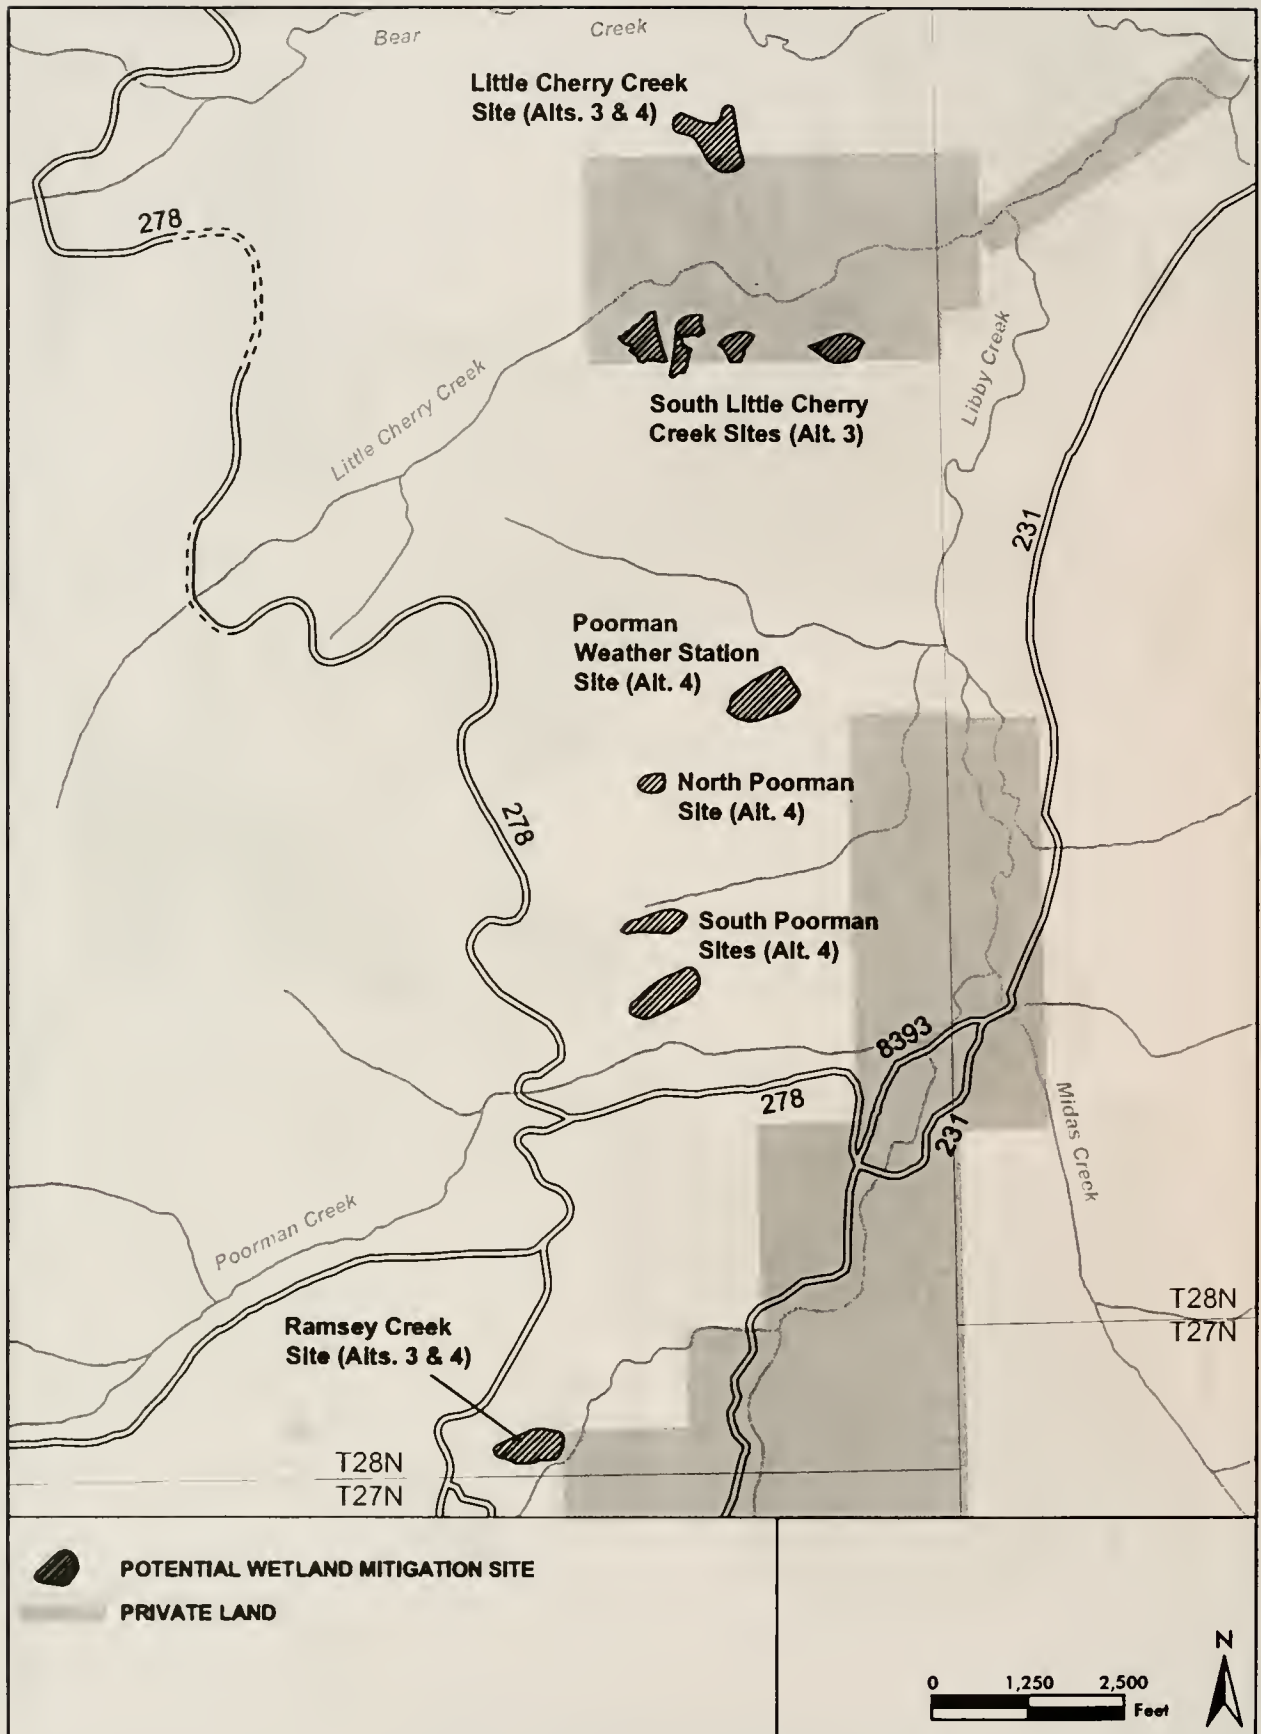 Bear Creek
Little Cherry Creek
Site (Alts. 3 & 4)
278
Libby Creek
Little Cherry Creek
South Little Cherry
Creek Sites (Alt. 3)
231
Poorman
Weather Station
Site (Alt. 4)
North Poorman
Site (Alt. 4)
278
South Poorman
Sites (Alt. 4)
8393
278
231
Midas Creek
Poorman Creek
T28N
T27N
Ramsey Creek
Site (Alts. 3 & 4)
T28N
T27N
POTENTIAL WETLAND MITIGATION SITE
PRIVATE LAND
N
0 1,250 2,500
Feet